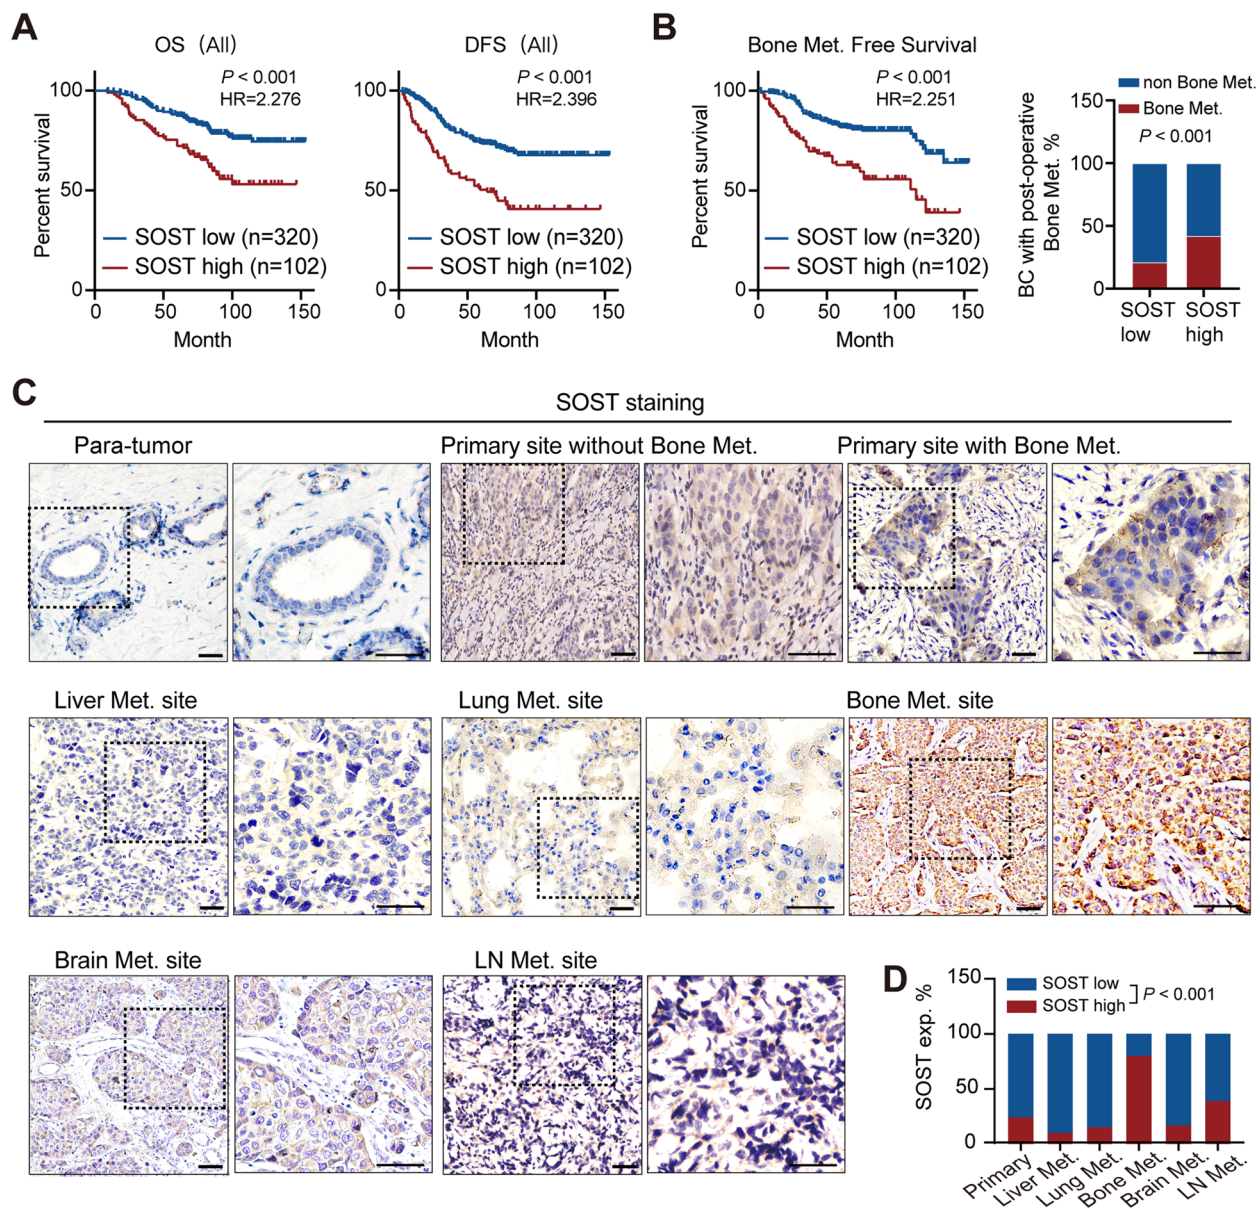 A
OS (All)
P < 0.001
HR=2.276
Percent survival
100
50
0
SOST low (n=320)
SOST high (n=102)
0 50 100 150
Month
DFS (All)
P < 0.001
HR=2.396
100
50
0
SOST low (n=320)
SOST high (n=102)
0 50 100 150
Month
B
Bone Met. Free Survival
P < 0.001
HR=2.251
Percent survival
100
50
0
SOST low (n=320)
SOST high (n=102)
0 50 100 150
Month
non Bone Met.
Bone Met.
P < 0.001
BC with post-operative
Bone Met. %
150
100
50
0
SOST low
SOST high
C
SOST staining
Para-tumor
Primary site without Bone Met.
Primary site with Bone Met.
Liver Met. site
Lung Met. site
Bone Met. site
Brain Met. site
LN Met. site
D
SOST low
SOST high
P < 0.001
SOST exp. %
150
100
50
0
Primary
Liver Met.
Lung Met.
Bone Met.
Brain Met.
LN Met.